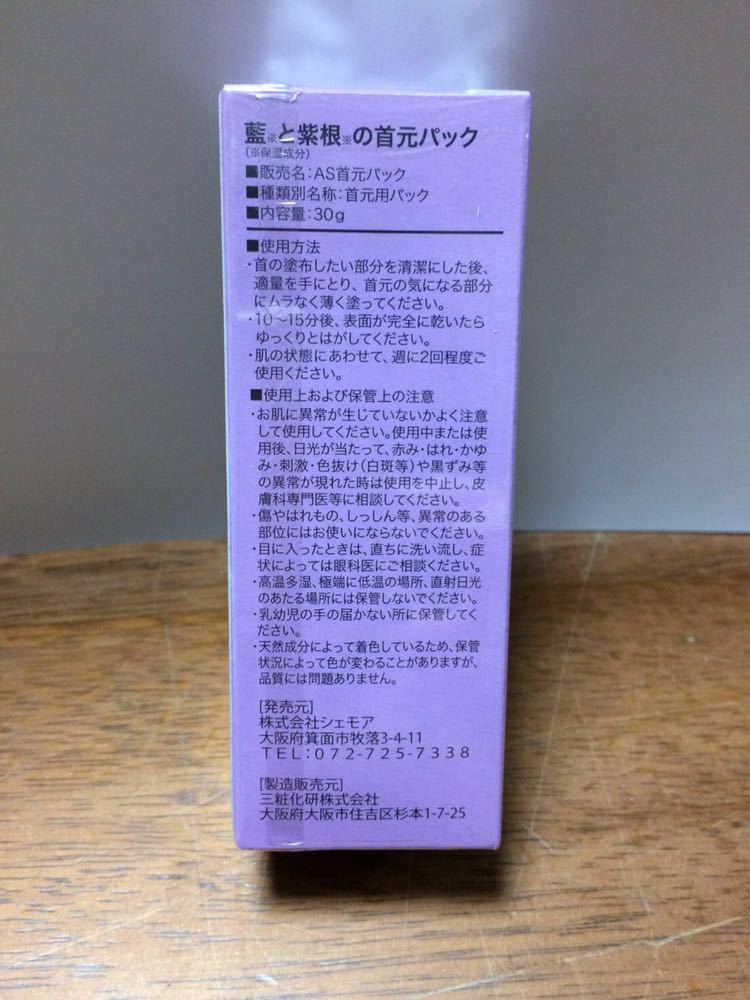 藍※と紫根※の首元パック
(※保湿成分)
■販売名:AS首元パック
■種類別名称:首元用パック
■内容量:30g
■使用方法
・首の塗布したい部分を清潔にした後、
適量を手にとり、首元の気になる部分
にムラなく薄く塗ってください。
・10〜15分後、表面が完全に乾いたら
ゆっくりとはがしてください。
・肌の状態にあわせて、週に2回程度ご
使用ください。
■使用上および保管上の注意
・お肌に異常が生じていないかよく注意
して使用してください。使用中または使
用後、日光が当たって、赤み・はれ・かゆ
み・刺激・色抜け(白斑等)や黒ずみ等
の異常が現れた時は使用を中止し、皮
膚科専門医等に相談してください。
・傷やはれもの、しっしん等、異常のある
部位にはお使いにならないでください。
・目に入ったときは、直ちに洗い流し、症
状によっては眼科医にご相談ください。
・高温多湿、極端に低温の場所、直射日光
のあたる場所には保管しないでください。
・乳幼児の手の届かない所に保管してく
ださい。
・天然成分によって着色しているため、保管
状況によって色が変わることがありますが、
品質には問題ありません。
[発売元]
株式会社シェモア
大阪府箕面市牧落3-4-11
TEL:072-725-7338
[製造販売元]
三粧化研株式会社
大阪府大阪市住吉区杉本1-7-25